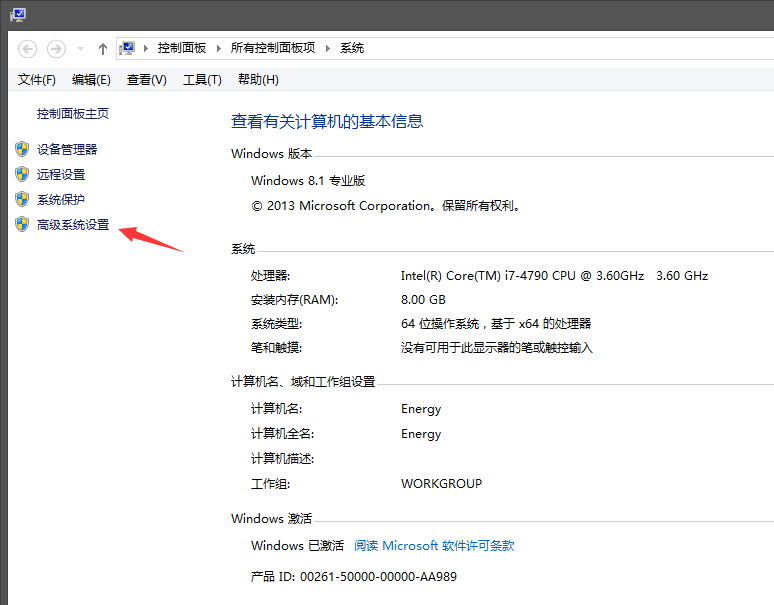 控制面板 所有控制面板项 系统
文件(F) 编辑(E) 查看(V) 工具(T) 帮助(H)
控制面板主页
设备管理器
远程设置
系统保护
高级系统设置
查看有关计算机的基本信息
Windows 版本
Windows 8.1 专业版
© 2013 Microsoft Corporation。保留所有权利。
系统
处理器: Intel(R) Core(TM) i7-4790 CPU @ 3.60GHz 3.60 GHz
安装内存(RAM): 8.00 GB
系统类型: 64 位操作系统，基于 x64 的处理器
笔和触摸: 没有可用于此显示器的笔或触控输入
计算机名、域和工作组设置
计算机名: Energy
计算机全名: Energy
计算机描述:
工作组: WORKGROUP
Windows 激活
Windows 已激活 阅读 Microsoft 软件许可条款
产品 ID: 00261-50000-00000-AA989